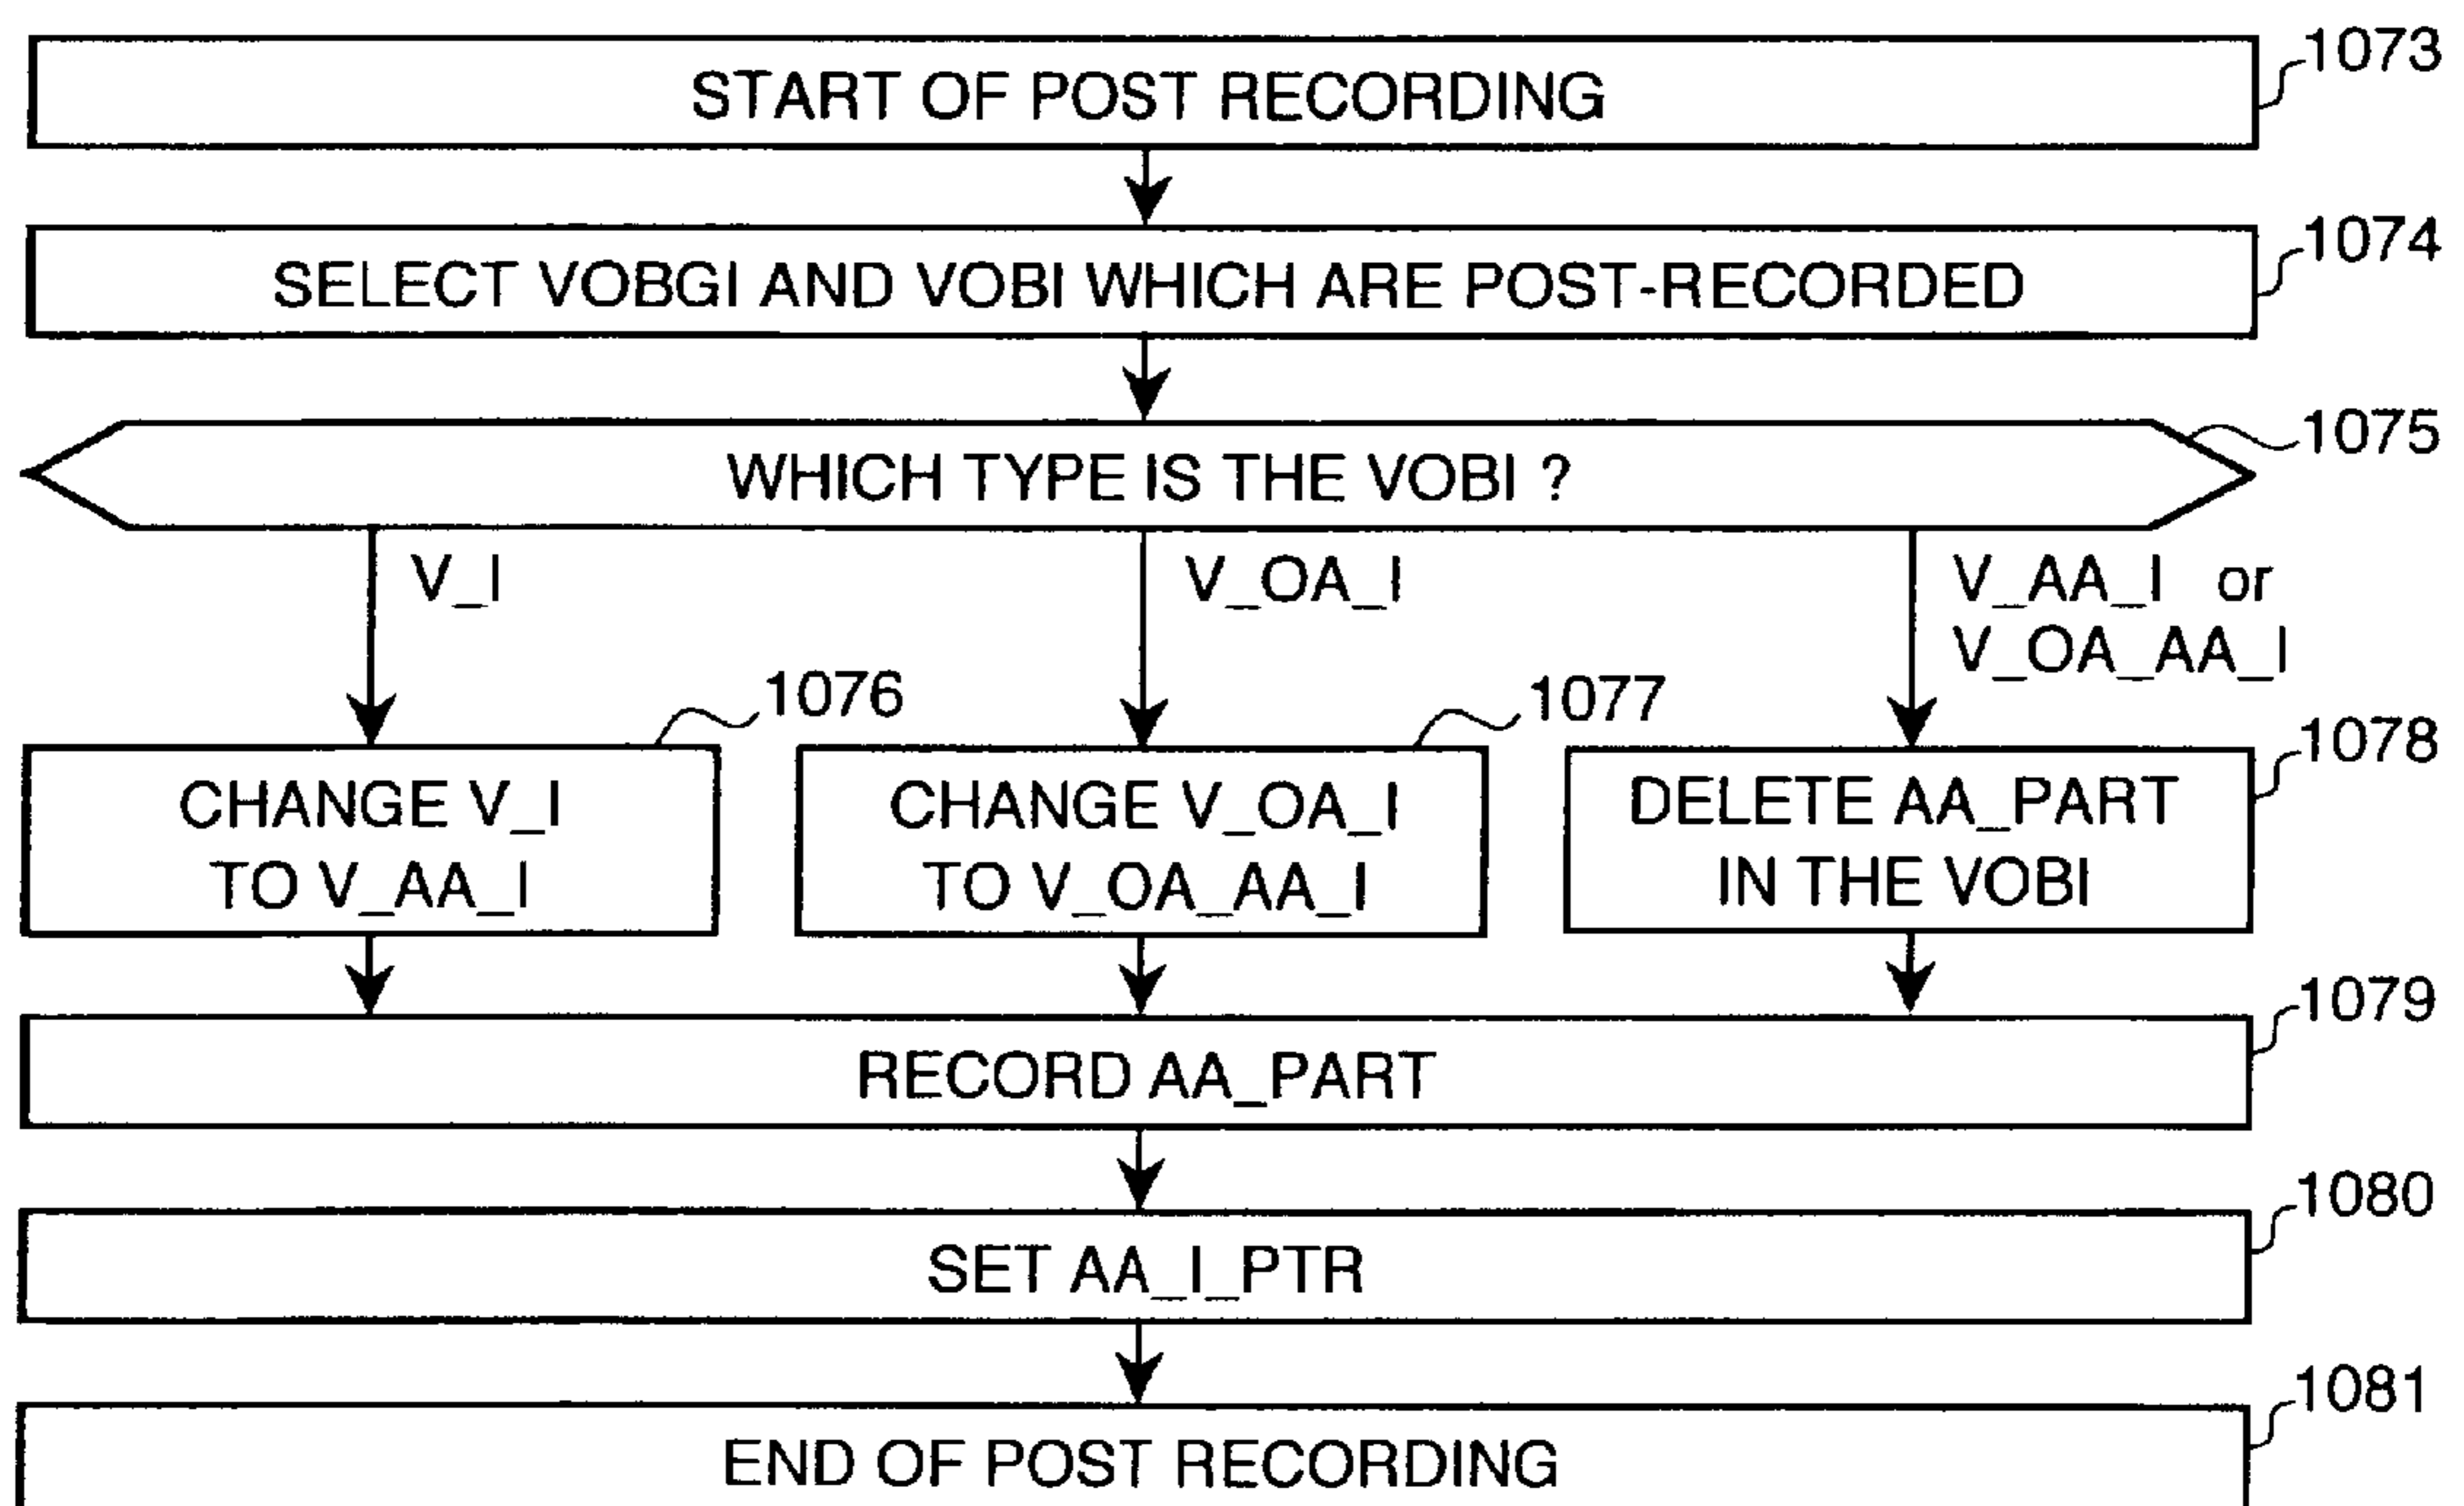 START OF POST RECORDING
1073
SELECT VOBGI AND VOBI WHICH ARE POST-RECORDED
1074
WHICH TYPE IS THE VOBI ?
1075
V_I
V_OA_I
V_AA_I or
V_OA_AA_I
1076
CHANGE V_I
TO V_AA_I
1077
CHANGE V_OA_I
TO V_OA_AA_I
1078
DELETE AA_PART
IN THE VOBI
RECORD AA_PART
1079
SET AA_I_PTR
1080
END OF POST RECORDING
1081